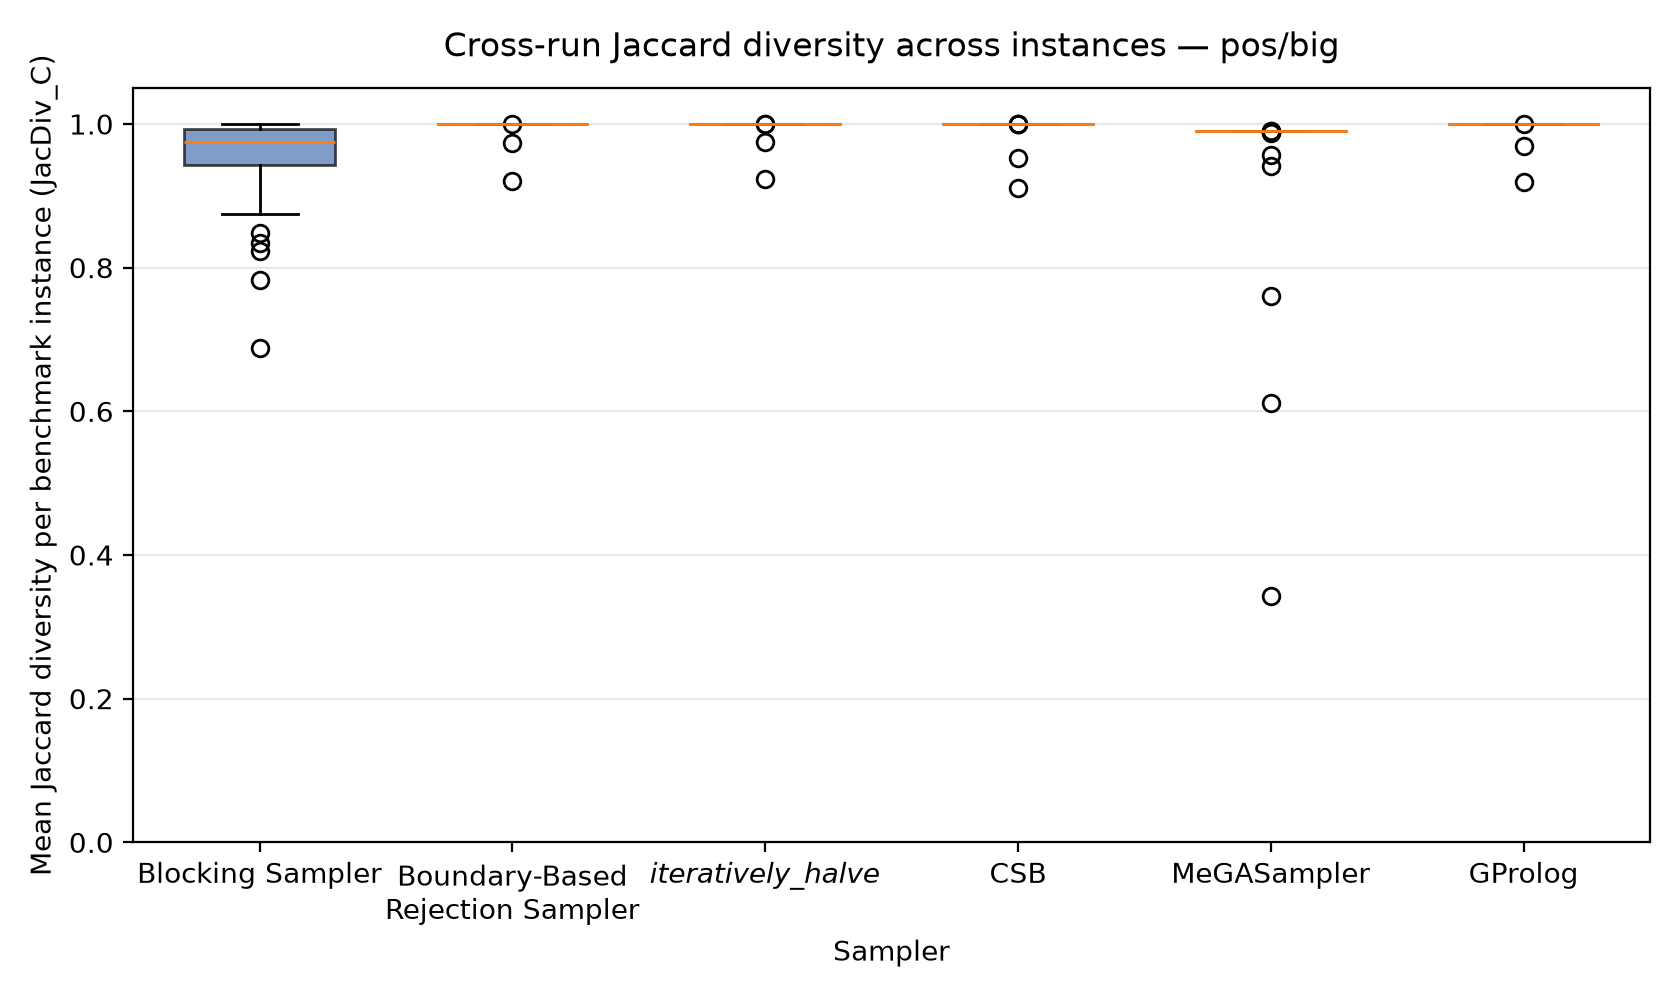 Cross-run Jaccard diversity across instances — pos/big
Mean Jaccard diversity per benchmark instance (JacDiv_C)
1.0
0.8
0.6
0.4
0.2
0.0
Blocking Sampler
Boundary-Based
Rejection Sampler
iteratively_halve
CSB
MeGASampler
GProlog
Sampler